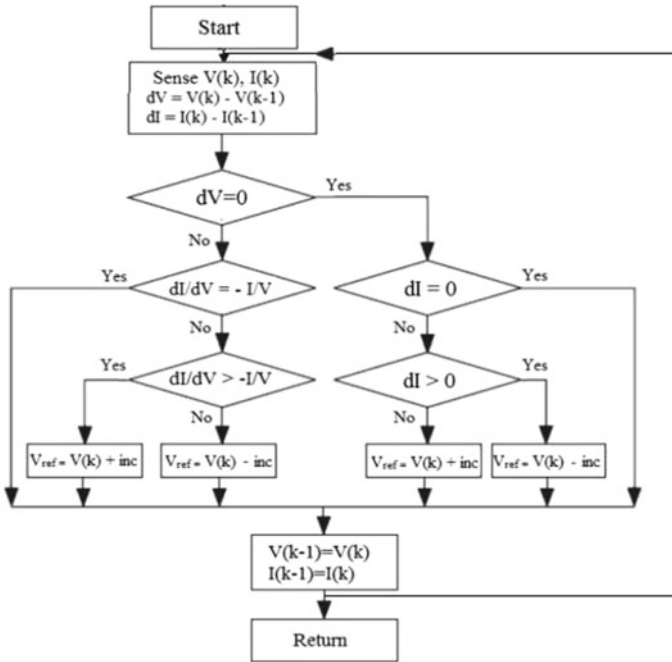 Start
Sense V(k), I(k)
dV = V(k) - V(k-1)
dI = I(k) - I(k-1)
dV=0
Yes
No
Yes
dI/dV = - I/V
dI = 0
Yes
No
No
Yes
dI/dV > -I/V
dI > 0
Yes
No
No
Vref = V(k) + inc
Vref = V(k) - inc
Vref = V(k) + inc
Vref = V(k) - inc
V(k-1)=V(k)
I(k-1)=I(k)
Return